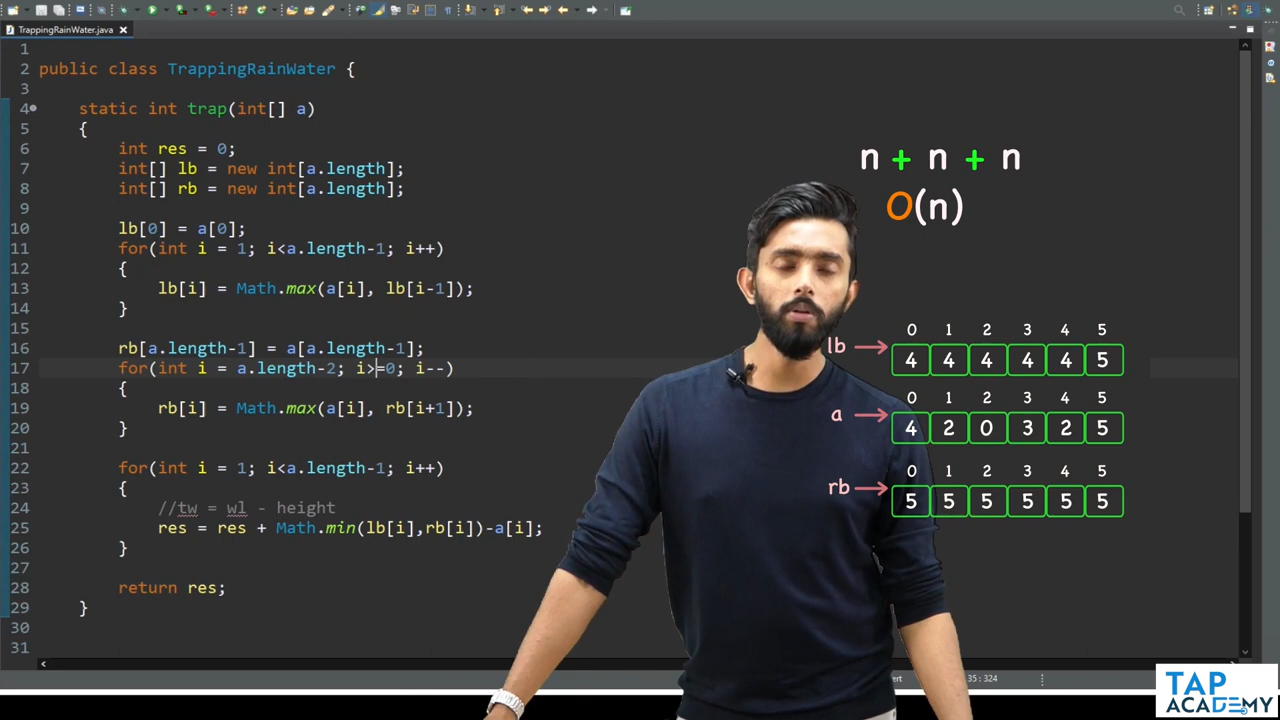 TrappingRainWater.java
1
2 public class TrappingRainWater {
3
4 static int trap(int[] a)
5 {
6 int res = 0;
7 int[] lb = new int[a.length];
8 int[] rb = new int[a.length];
9
10 lb[0] = a[0];
11 for(int i = 1; i<a.length-1; i++)
12 {
13 lb[i] = Math.max(a[i], lb[i-1]);
14 }
15
16 rb[a.length-1] = a[a.length-1];
17 for(int i = a.length-2; i>=0; i--)
18 {
19 rb[i] = Math.max(a[i], rb[i+1]);
20 }
21
22 for(int i = 1; i<a.length-1; i++)
23 {
24 //tw = wl - height
25 res = res + Math.min(lb[i],rb[i])-a[i];
26 }
27
28 return res;
29 }
30
31
n + n + n
O(n)
0 1 2 3 4 5
lb 4 4 4 4 4 5
0 1 2 3 4 5
a 4 2 0 3 2 5
0 1 2 3 4 5
rb 5 5 5 5 5 5
35 : 324
TAP
ACADEMY